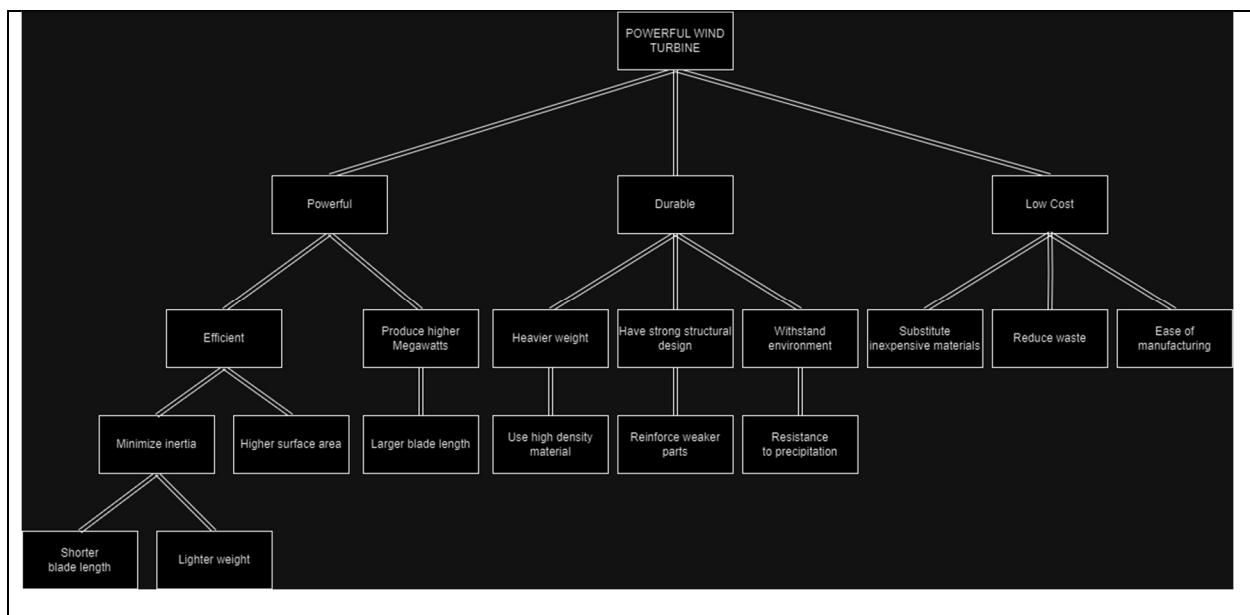 POWERFUL WIND
TURBINE
Powerful
Durable
Low Cost
Efficient
Produce higher
Megawatts
Heavier weight
Have strong structural
design
Withstand
environment
Substitute
inexpensive materials
Reduce waste
Ease of
manufacturing
Minimize inertia
Higher surface area
Larger blade length
Use high density
material
Reinforce weaker
parts
Resistance
to precipitation
Shorter
blade length
Lighter weight